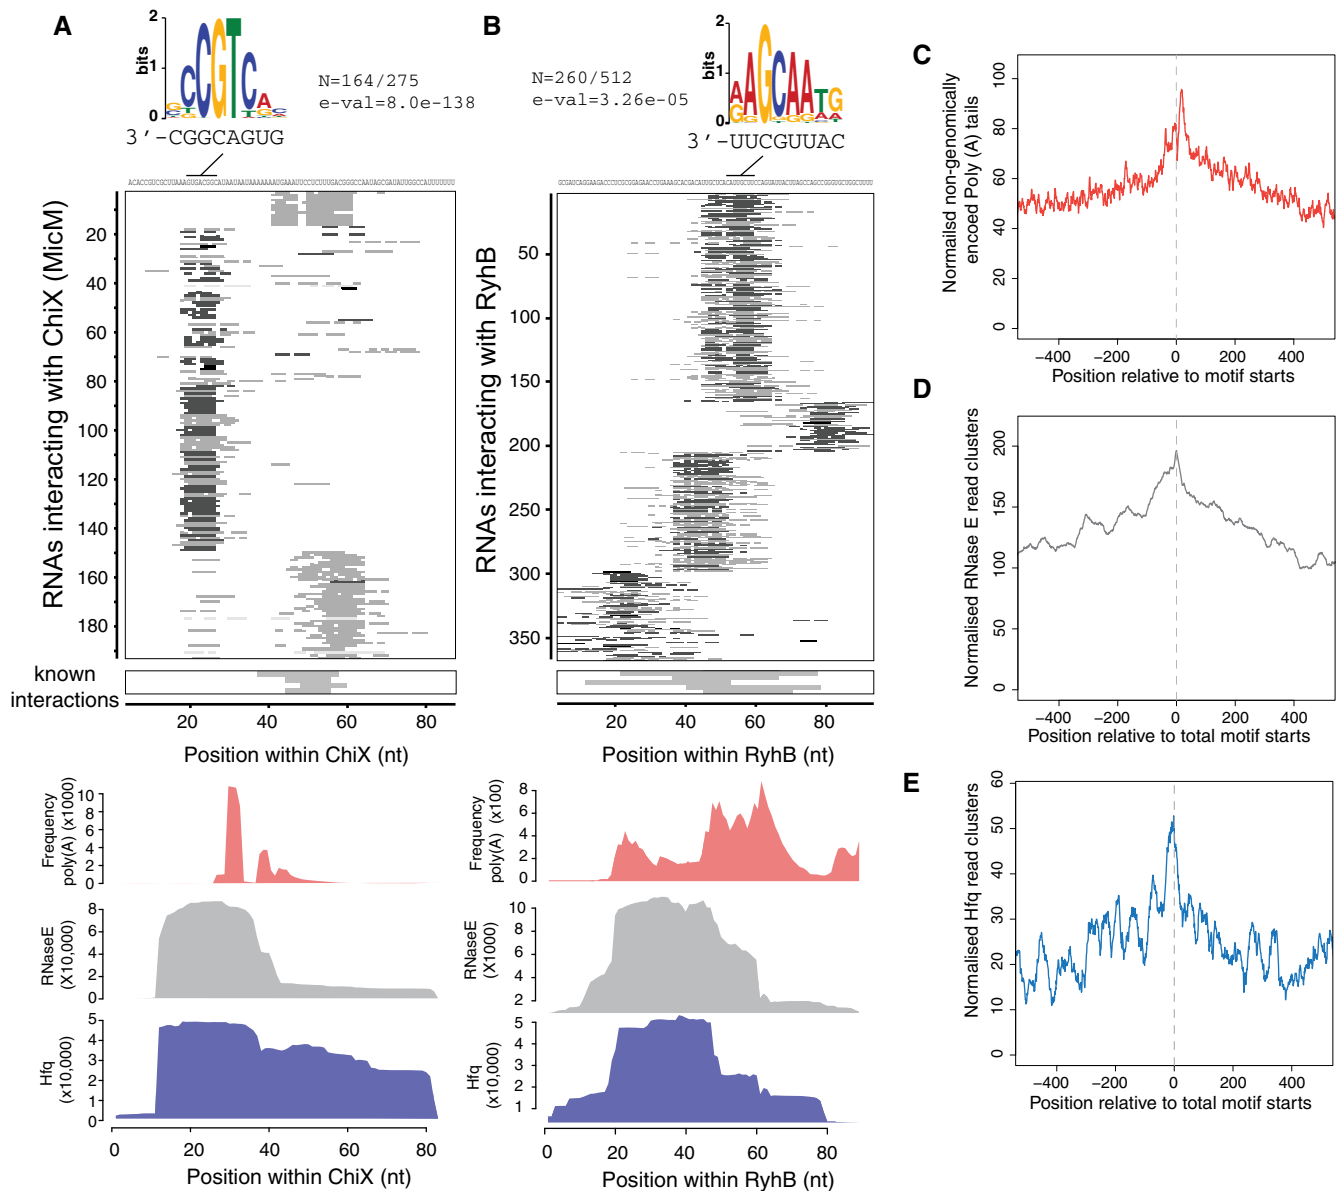 A
2
1
0
bits
N=164/275
e-val=8.0e-138
3′-CGGCAGUG
RNAs interacting with ChiX (MicM)
20
40
60
80
100
120
140
160
180
known
interactions
20 40 60 80
Position within ChiX (nt)
Frequency
poly(A) (x1000)
10
8
6
4
2
0
RNaseE
(X10,000)
8
6
4
2
0
Hfq
(x10,000)
5
4
3
2
1
0
0 20 40 60 80
Position within ChiX (nt)
B
N=260/512
e-val=3.26e-05
2
1
0
bits
3′-UUCGUUAC
RNAs interacting with RyhB
50
100
150
200
250
300
350
20 40 60 80
Position within RyhB (nt)
Frequency
poly(A) (x100)
8
6
4
2
0
RNaseE
(X1000)
10
8
6
4
2
Hfq
(x10,000)
5
4
3
2
1
0 20 40 60 80
Position within RyhB (nt)
C
Normailsd non-genomically
encoded Poly (A) tails
100
80
60
40
20
0
−400 −200 0 200 400
Position relative to motif starts
D
Normalised RNase E read clusters
200
150
100
50
0
−400 −200 0 200 400
Position relative to total motif starts
E
Normalised Hfq read clusters
60
50
40
30
20
10
0
−400 −200 0 200 400
Position relative to total motif starts